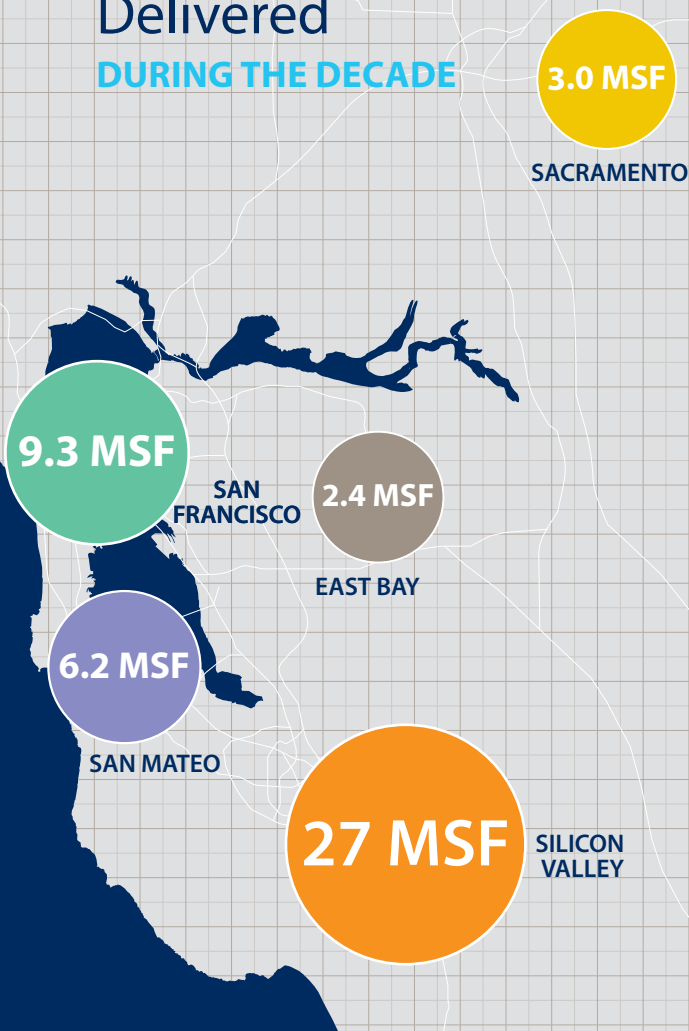 Delivered
DURING THE DECADE
3.0 MSF
SACRAMENTO
9.3 MSF
SAN
FRANCISCO
2.4 MSF
EAST BAY
6.2 MSF
SAN MATEO
27 MSF
SILICON
VALLEY